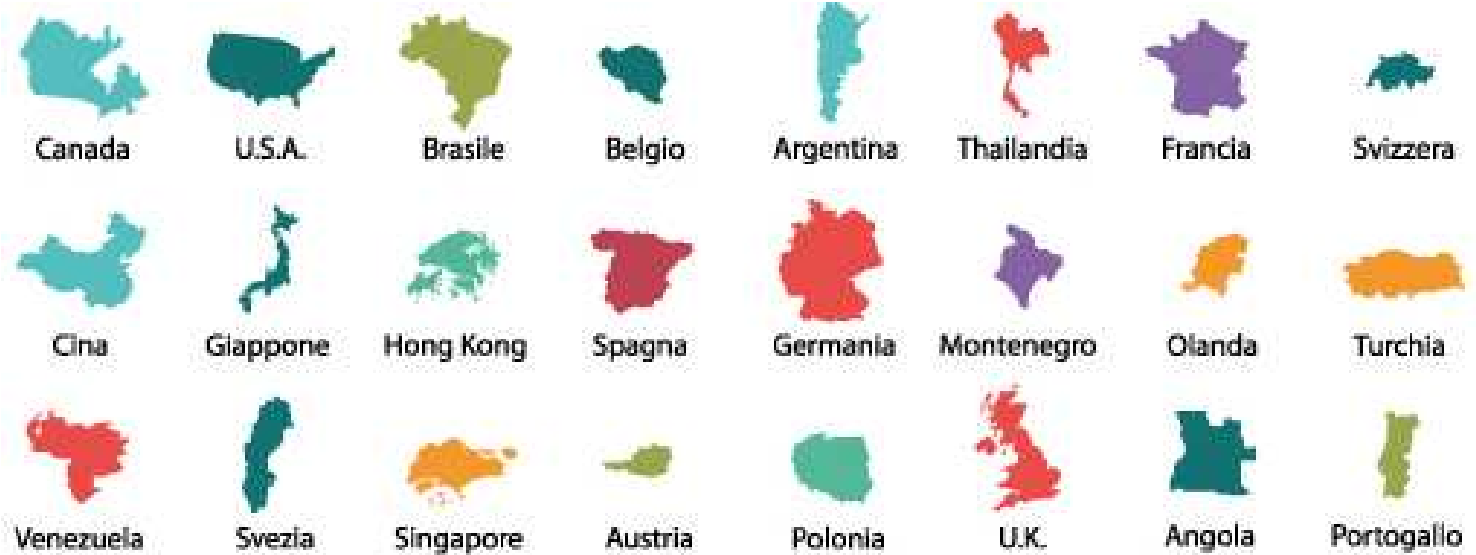 Canada U.S.A. Brasile Belgio Argentina Thailandia Francia Svizzera
Cina Giappone Hong Kong Spagna Germania Montenegro Olanda Turchia
Venezuela Svezia Singapore Austria Polonia U.K. Angola Portogallo